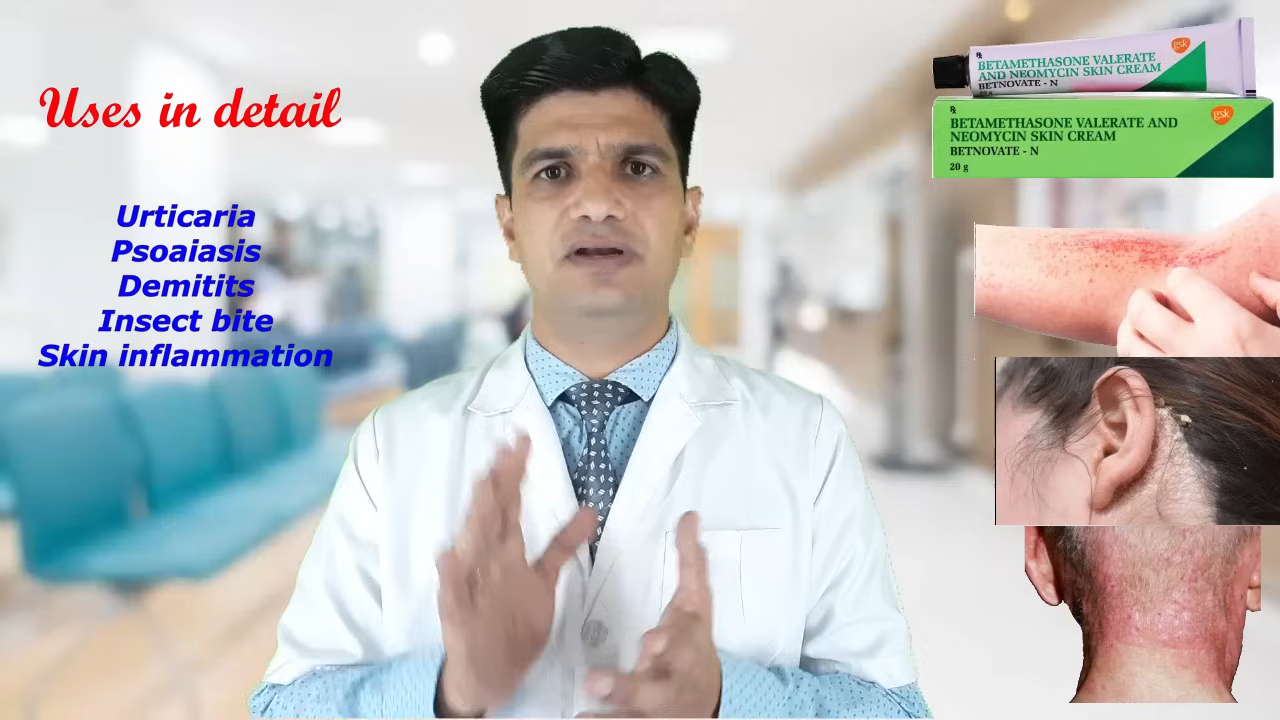 Uses in detail
Urticaria
Psoaiasis
Demitits
Insect bite
Skin inflammation
gsk
℞
BETAMETHASONE VALERATE
AND NEOMYCIN SKIN CREAM
BETNOVATE - N
℞
gsk
BETAMETHASONE VALERATE AND
NEOMYCIN SKIN CREAM
BETNOVATE - N
20 g